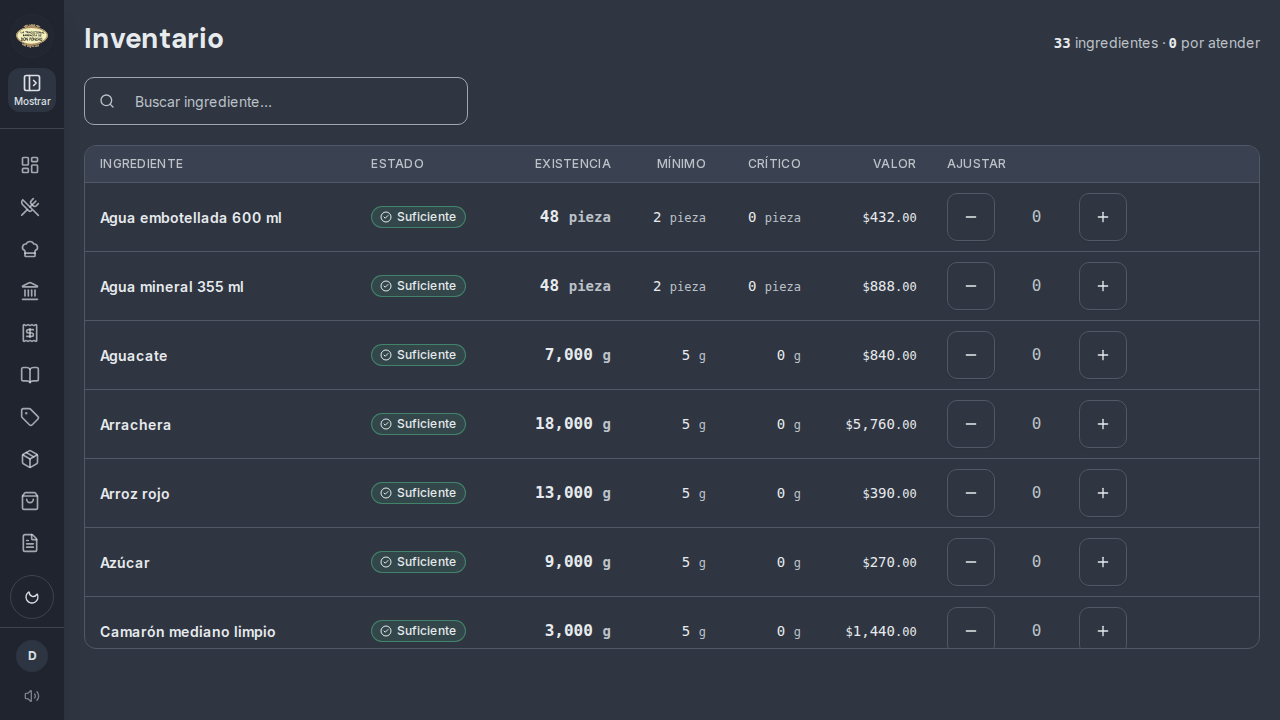 Inventario
33 ingredientes · 0 por atender
Mostrar
Buscar ingrediente...
INGREDIENTE ESTADO EXISTENCIA MÍNIMO CRÍTICO VALOR AJUSTAR
Agua embotellada 600 ml Suficiente 48 pieza 2 pieza 0 pieza $432.00 − 0 +
Agua mineral 355 ml Suficiente 48 pieza 2 pieza 0 pieza $888.00 − 0 +
Aguacate Suficiente 7,000 g 5 g 0 g $840.00 − 0 +
Arrachera Suficiente 18,000 g 5 g 0 g $5,760.00 − 0 +
Arroz rojo Suficiente 13,000 g 5 g 0 g $390.00 − 0 +
Azúcar Suficiente 9,000 g 5 g 0 g $270.00 − 0 +
Camarón mediano limpio Suficiente 3,000 g 5 g 0 g $1,440.00 − 0 +
D